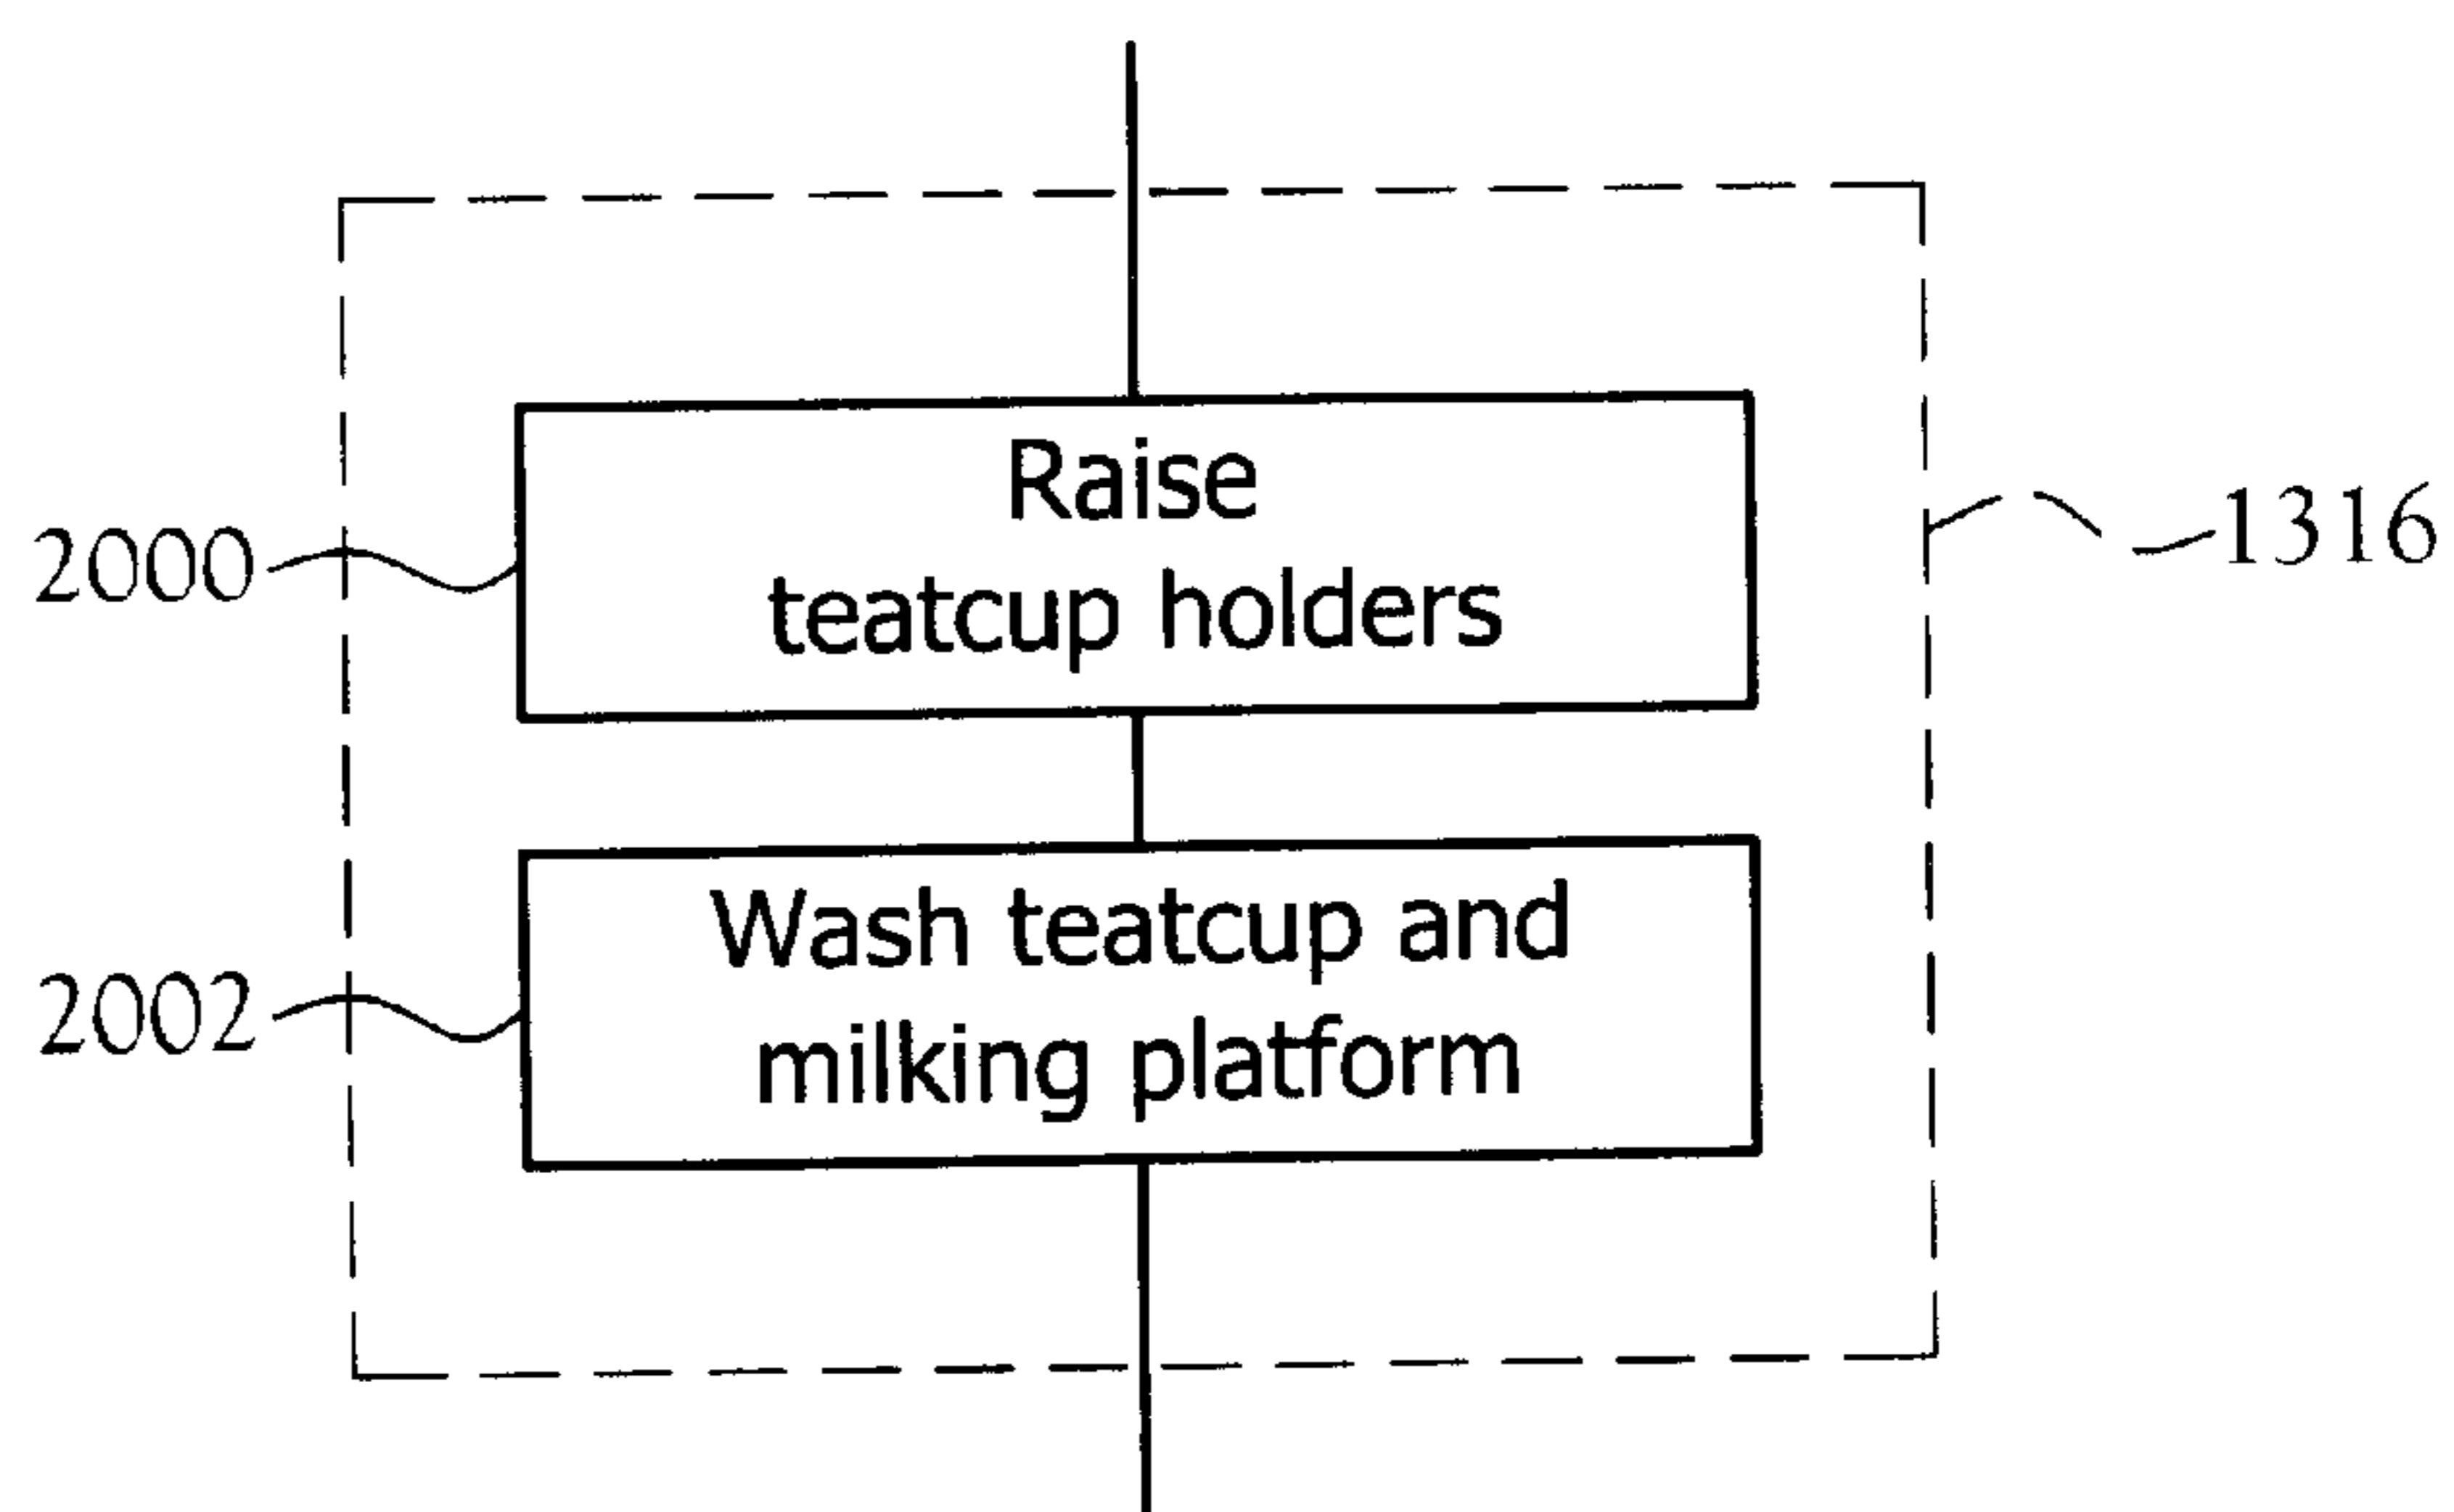 Raise
teatcup holders
2000
1316
Wash teatcup and
milking platform
2002